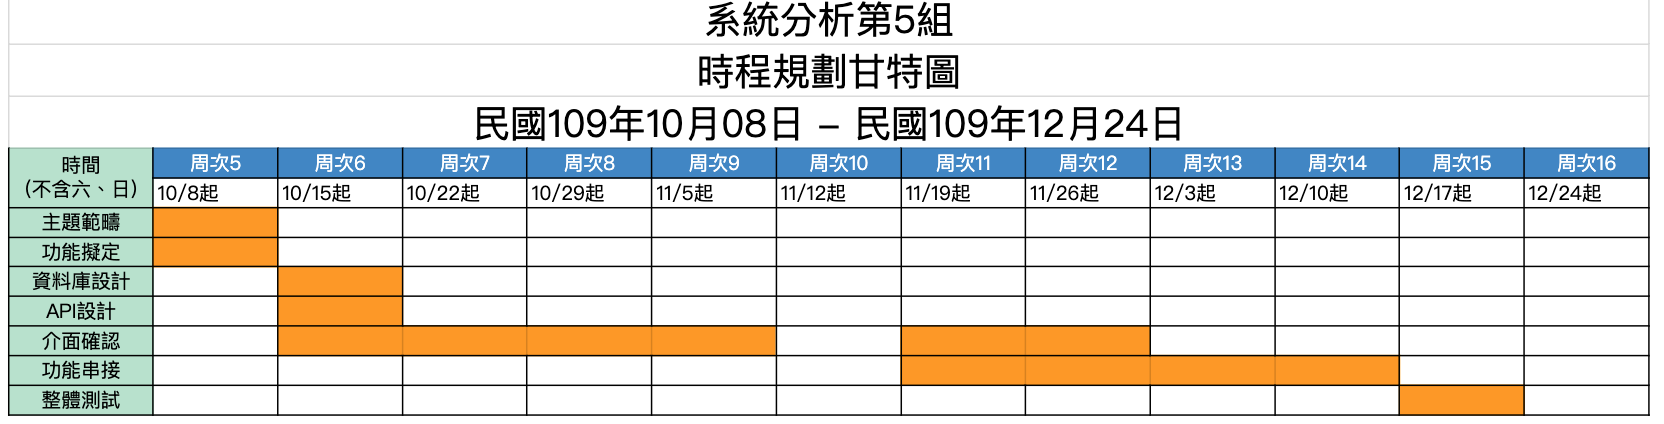 系統分析第5組
時程規劃甘特圖
民國109年10月08日 – 民國109年12月24日
時間
（不含六、日）
周次5 周次6 周次7 周次8 周次9 周次10 周次11 周次12 周次13 周次14 周次15 周次16
10/8起 10/15起 10/22起 10/29起 11/5起 11/12起 11/19起 11/26起 12/3起 12/10起 12/17起 12/24起
主題範疇
功能擬定
資料庫設計
API設計
介面確認
功能串接
整體測試